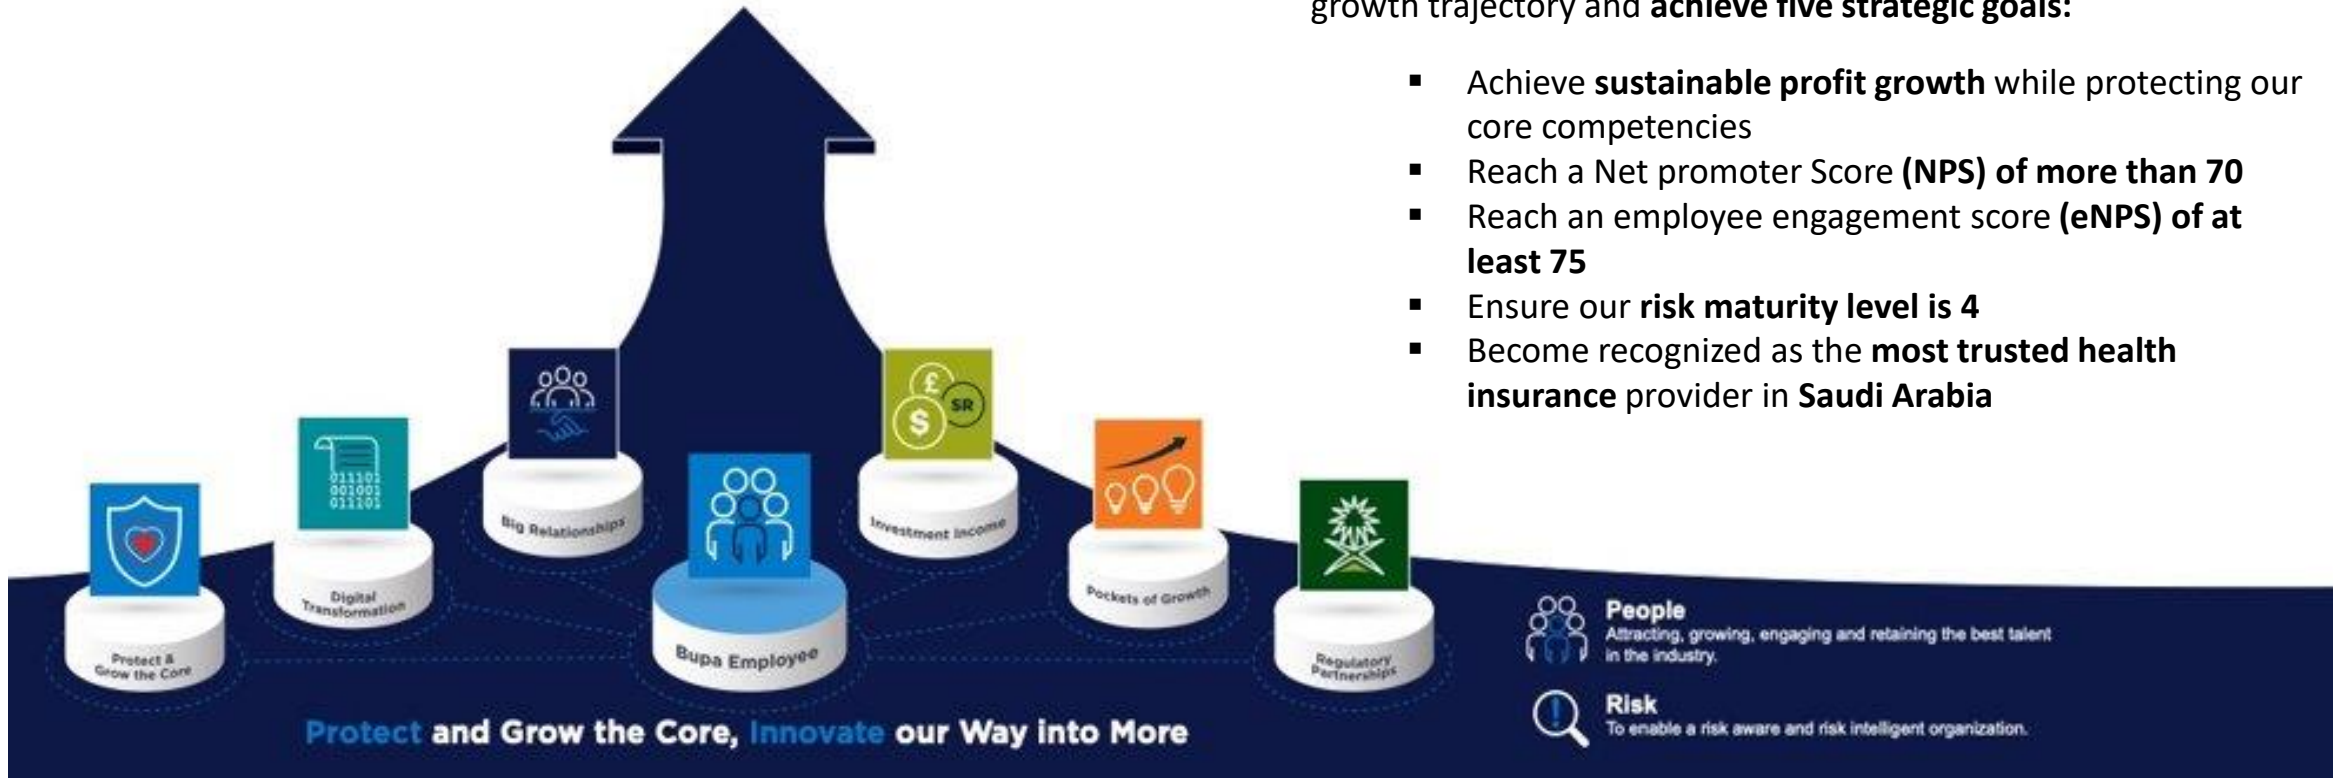 growth trajectory and achieve five strategic goals:
▪ Achieve sustainable profit growth while protecting our
core competencies
▪ Reach a Net promoter Score (NPS) of more than 70
▪ Reach an employee engagement score (eNPS) of at
least 75
▪ Ensure our risk maturity level is 4
▪ Become recognized as the most trusted health
insurance provider in Saudi Arabia
£
$
SR
011101
001001
011101
Big Relationships
Investment Income
Digital
Transformation
Pockets of Growth
Protect &
Grow the Core
Bupa Employee
Regulatory
Partnerships
People
Attracting, growing, engaging and retaining the best talent
in the industry.
Risk
To enable a risk aware and risk intelligent organization.
Protect and Grow the Core, Innovate our Way into More